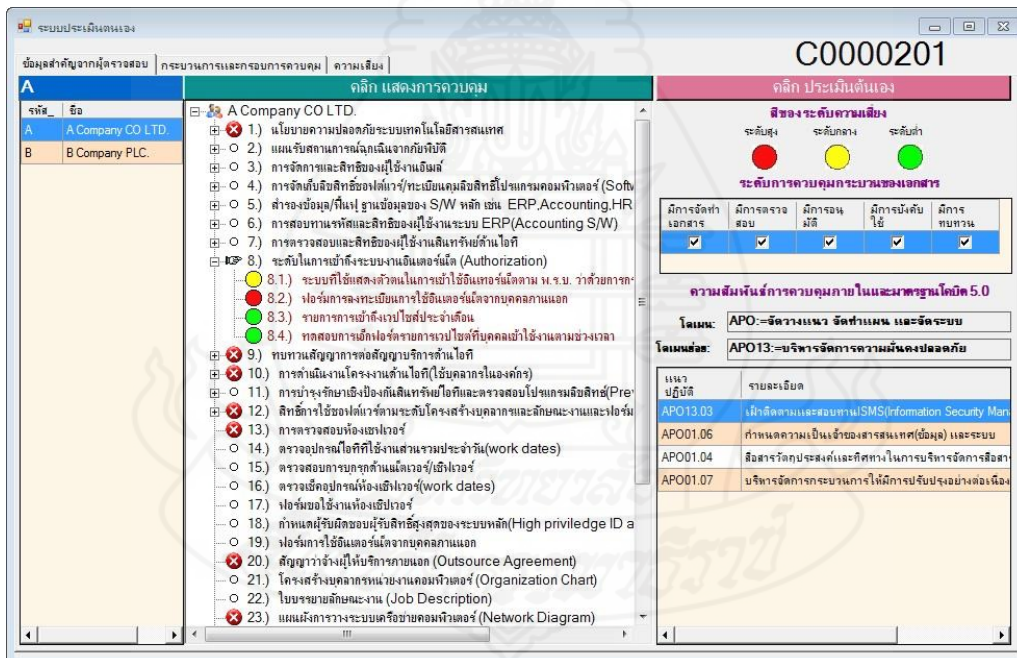 ระบบประเมินตนเอง
C0000201
ข้อมูลสำคัญจากผู้ตรวจสอบ
กระบวนการและกรอบการควบคุม
ความเสี่ยง
A
รหัส_ ชื่อ
A A Company CO LTD.
B B Company PLC.
คลิก แสดงการควบคุม
A Company CO LTD.
1.) นโยบายความปลอดภัยระบบเทคโนโลยีสารสนเทศ
2.) แผนรับสถานการณ์ฉุกเฉินจากภัยพิบัติ
3.) การจัดการและสิทธิของผู้ใช้งานอีเมล์
4.) การจัดเก็บลิขสิทธิ์ซอฟต์แวร์/ทะเบียนคุมลิขสิทธิ์โปรแกรมคอมพิวเตอร์ (Softw
5.) สำรองข้อมูล/ฟื้นฟู ฐานข้อมูลของ S/W หลัก เช่น ERP,Accounting,HR
6.) การสอบทานรหัสและสิทธิของผู้ใช้งานระบบ ERP(Accounting S/W)
7.) การตรวจสอบและสิทธิของผู้ใช้งานสินทรัพย์ด้านไอที
8.) ระดับในการเข้าถึงระบบงานอินเตอร์เน็ต (Authorization)
8.1.) ระบบที่ใช้แสดงตัวตนในการเข้าใช้อินเทอร์เน็ตตาม พ.ร.บ. ว่าด้วยการก
8.2.) ฟอร์มการลงทะเบียนการใช้อินเตอร์เน็ตจากบุคคลภายนอก
8.3.) รายการการเข้าถึงเวปไซส์ประจำเดือน
8.4.) ทดสอบการเอ็กฟอร์ตรายการเวปไซต์ที่บุคคลเข้าใช้งานตามช่วงเวลา
9.) ทบทวนสัญญาการต่อสัญญาบริการด้านไอที
10.) การดำเนินงานโครงงานด้านไอที(ใช้บุคลากรในองค์กร)
11.) การบำรุงรักษาเชิงป้องกันสินทรัพย์ไอทีและตรวจสอบโปรแกรมลิขสิทธิ์(Pre
12.) สิทธิ์การใช้ซอฟต์แวร์ตามระดับโครงสร้างบุคลากรและลักษณะงานและฟอร์ม
13.) การตรวจสอบห้องเซฟเวอร์
14.) ตรวจอุปกรณ์ไอทีที่ใช้งานส่วนรวมประจำวัน(work dates)
15.) ตรวจสอบการบุกรุกด้านเน็ตเวอร์/เซิฟเวอร์
16.) ตรวจเช็คอุปกรณ์ห้องเซิฟเวอร์(work dates)
17.) ฟอร์มขอใช้งานห้องเซิปเวอร์
18.) กำหนดผู้รับผิดชอบผู้รับสิทธิ์สูงสุดของระบบหลัก(High priviledge ID a
19.) ฟอร์มการใช้อินเตอร์เน็ตจากบุคคลภายนอก
20.) สัญญาว่าจ้างผู้ให้บริการภายนอก (Outsource Agreement)
21.) โครงสร้างบุคลากรหน่วยงานคอมพิวเตอร์ (Organization Chart)
22.) ใบบรรยายลักษณะงาน (Job Description)
23.) แผนผังการวางระบบเครือข่ายคอมพิวเตอร์ (Network Diagram)
คลิก ประเมินตนเอง
สีของระดับความเสี่ยง
ระดับสูง ระดับกลาง ระดับต่ำ
ระดับการควบคุมกระบวนของเอกสาร
มีการจัดทำ มีการตรวจ มีการอนุ มีการบังคับ มีการ
เอกสาร สอบ มัติ ใช้ ทบทวน
ความสัมพันธ์การควบคุมภายในและมาตรฐานโคบิต 5.0
โดเมน: APO:=จัดวางแนว จัดทำแผน และจัดระบบ
โดเมนย่อย: APO13:=บริหารจัดการความมั่นคงปลอดภัย
แนว
ปฏิบัติ รายละเอียด
APO13.03 เฝ้าติดตามและสอบทานISMS(Information Security Man
APO01.06 กำหนดความเป็นเจ้าของสารสนเทศ(ข้อมูล) และระบบ
APO01.04 สื่อสารวัตถุประสงค์และทิศทางในการบริหารจัดการสื่อสา
APO01.07 บริหารจัดการกระบวนการให้มีการปรับปรุงอย่างต่อเนื่อง